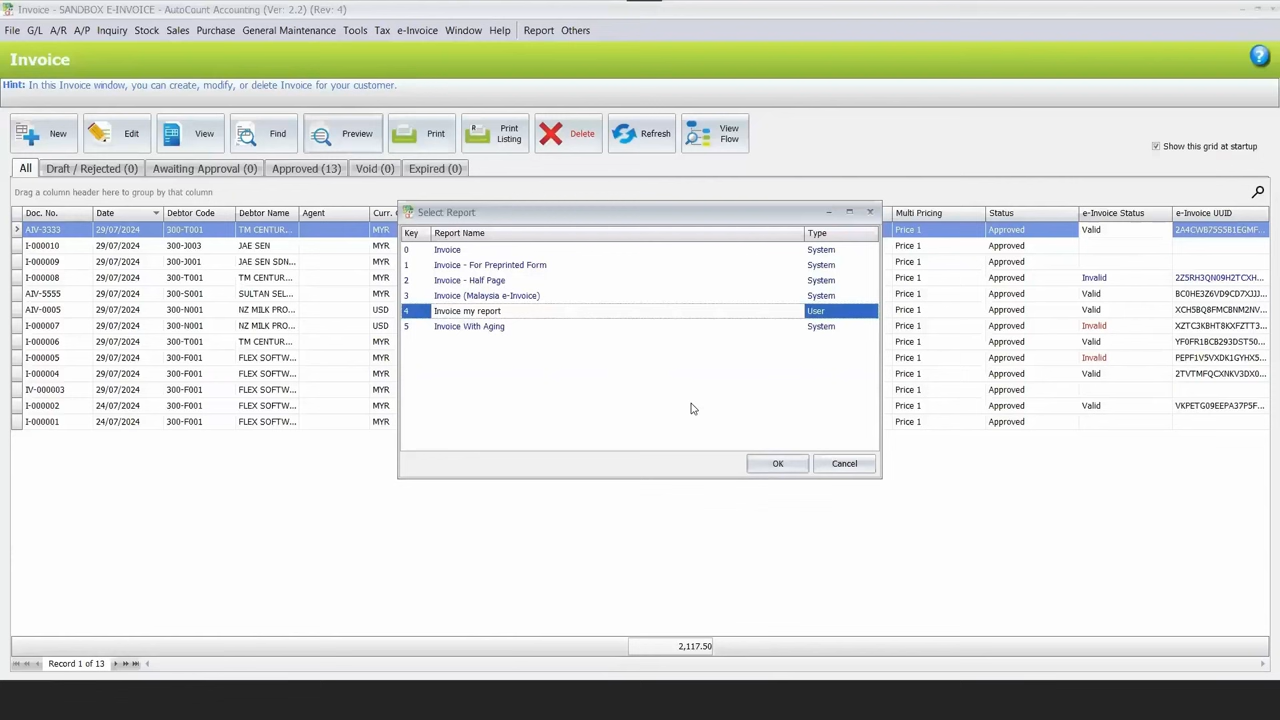 Invoice - SANDBOX E-INVOICE - AutoCount Accounting (Ver: 2.2) (Rev: 4)
File G/L A/R A/P Inquiry Stock Sales Purchase General Maintenance Tools Tax e-Invoice Window Help Report Others
Invoice
Hint: In this Invoice window, you can create, modify, or delete Invoice for your customer.
New Edit View Find Preview Print Print Listing Delete Refresh View Flow
Show this grid at startup
All Draft / Rejected (0) Awaiting Approval (0) Approved (13) Void (0) Expired (0)
Drag a column header here to group by that column
Doc. No. Date Debtor Code Debtor Name Agent Curr. Multi Pricing Status e-Invoice Status e-Invoice UUID
AIV-3333 29/07/2024 300-T001 TM CENTUR... MYR Price 1 Approved Valid 2A4CW875S5B1EGMF...
I-000010 29/07/2024 300-J003 JAE SEN MYR Price 1 Approved
I-000009 29/07/2024 300-J001 JAE SEN SDN... MYR Price 1 Approved
I-000008 29/07/2024 300-T001 TM CENTUR... MYR Price 1 Approved Invalid 2Z5RH3QN09H2TCXH...
AIV-5555 29/07/2024 300-S001 SULTAN SEL... MYR Price 1 Approved Valid BC0HE3Z6VD9CD7XJJJ...
AIV-0005 29/07/2024 300-N001 NZ MILK PRO... USD Price 1 Approved Valid XCH5BQ8FMCBNM2NV...
I-000007 29/07/2024 300-N001 NZ MILK PRO... USD Price 1 Approved Invalid XZTC3KBHT8KXFZTT3...
I-000006 29/07/2024 300-T001 TM CENTUR... MYR Price 1 Approved Valid YF0FR1BCB293DST50...
I-000005 29/07/2024 300-F001 FLEX SOFTW... MYR Price 1 Approved Invalid PEPF1V5VXDK1GYHX5...
I-000004 29/07/2024 300-F001 FLEX SOFTW... MYR Price 1 Approved Valid 2TVTMFQCXNKV3DX0...
IV-000003 29/07/2024 300-F001 FLEX SOFTW... MYR Price 1 Approved
I-000002 24/07/2024 300-F001 FLEX SOFTW... MYR Price 1 Approved Valid VKPETG09EEPA37P5F...
I-000001 24/07/2024 300-F001 FLEX SOFTW... MYR Price 1 Approved
Select Report
Key Report Name Type
0 Invoice System
1 Invoice - For Preprinted Form System
2 Invoice - Half Page System
3 Invoice (Malaysia e-Invoice) System
4 Invoice my report User
5 Invoice With Aging System
OK Cancel
2,117.50
Record 1 of 13